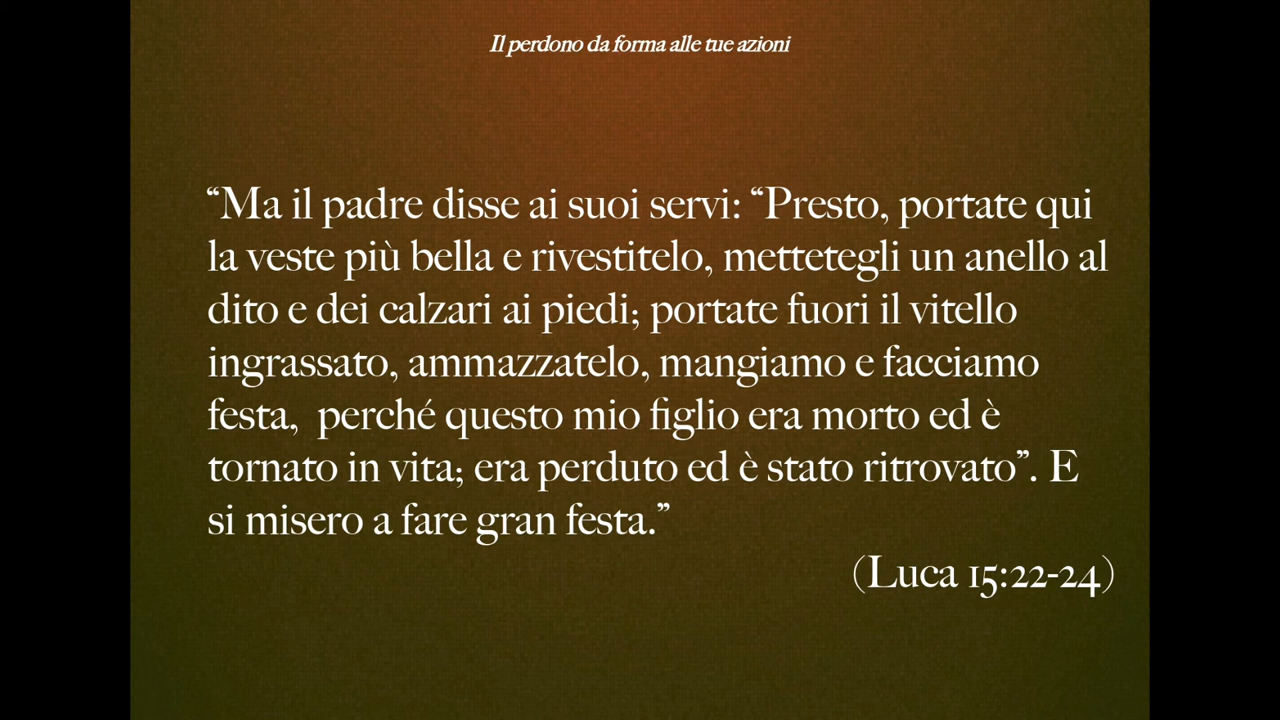 Il perdono da forma alle tue azioni
“Ma il padre disse ai suoi servi: “Presto, portate qui
la veste più bella e rivestitelo, mettetegli un anello al
dito e dei calzari ai piedi; portate fuori il vitello
ingrassato, ammazzatelo, mangiamo e facciamo
festa,  perché questo mio figlio era morto ed è
tornato in vita; era perduto ed è stato ritrovato”. E
si misero a fare gran festa.”
(Luca 15:22-24)